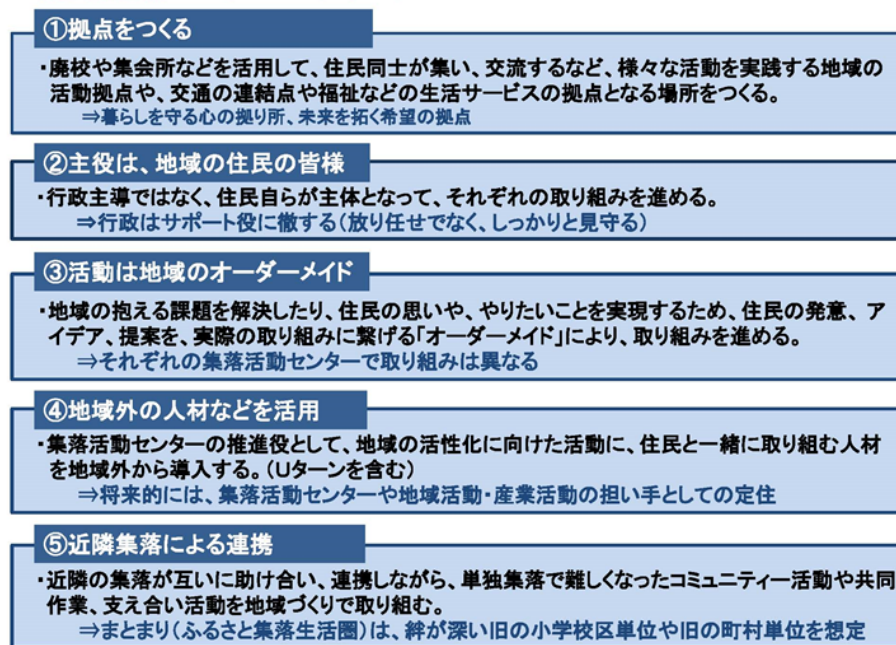 ①拠点をつくる
・廃校や集会所などを活用して、住民同士が集い、交流するなど、様々な活動を実践する地域の
活動拠点や、交通の連結点や福祉などの生活サービスの拠点となる場所をつくる。
⇒暮らしを守る心の拠り所、未来を拓く希望の拠点
②主役は、地域の住民の皆様
・行政主導ではなく、住民自らが主体となって、それぞれの取り組みを進める。
⇒行政はサポート役に徹する(放り任せでなく、しっかりと見守る)
③活動は地域のオーダーメイド
・地域の抱える課題を解決したり、住民の思いや、やりたいことを実現するため、住民の発意、ア
イデア、提案を、実際の取り組みに繋げる「オーダーメイド」により、取り組みを進める。
⇒それぞれの集落活動センターで取り組みは異なる
④地域外の人材などを活用
・集落活動センターの推進役として、地域の活性化に向けた活動に、住民と一緒に取り組む人材
を地域外から導入する。(Uターンを含む)
⇒将来的には、集落活動センターや地域活動・産業活動の担い手としての定住
⑤近隣集落による連携
・近隣の集落が互いに助け合い、連携しながら、単独集落で難しくなったコミュニティー活動や共同
作業、支え合い活動を地域づくりで取り組む。
⇒まとまり(ふるさと集落生活圏)は、絆が深い旧の小学校区単位や旧の町村単位を想定